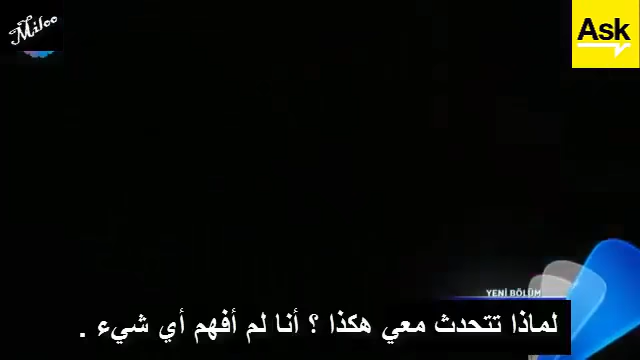 Miloo
Ask
YENİ BÖLÜM
لماذا تتحدث معي هكذا ؟ أنا لم أفهم أي شيء .